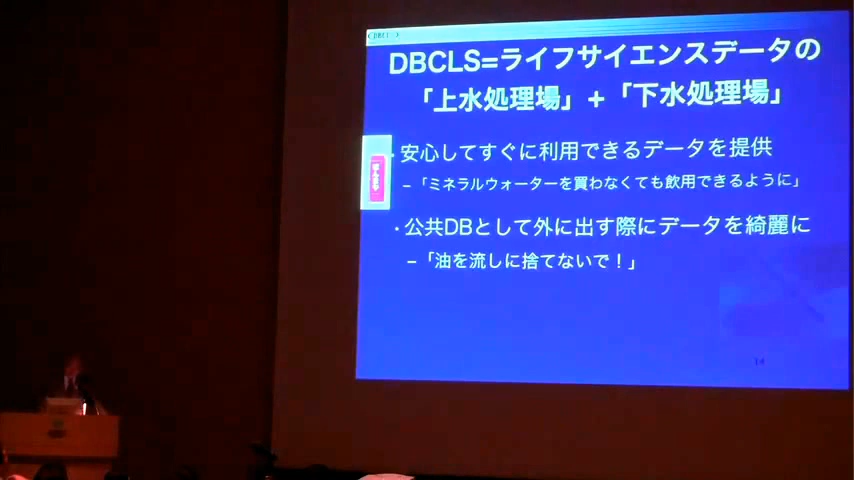 DBCLS=ライフサイエンスデータの
「上水処理場」+「下水処理場」
・安心してすぐに利用できるデータを提供
–「ミネラルウォーターを買わなくても飲用できるように」
・公共DBとして外に出す際にデータを綺麗に
–「油を流しに捨てないで！」
14